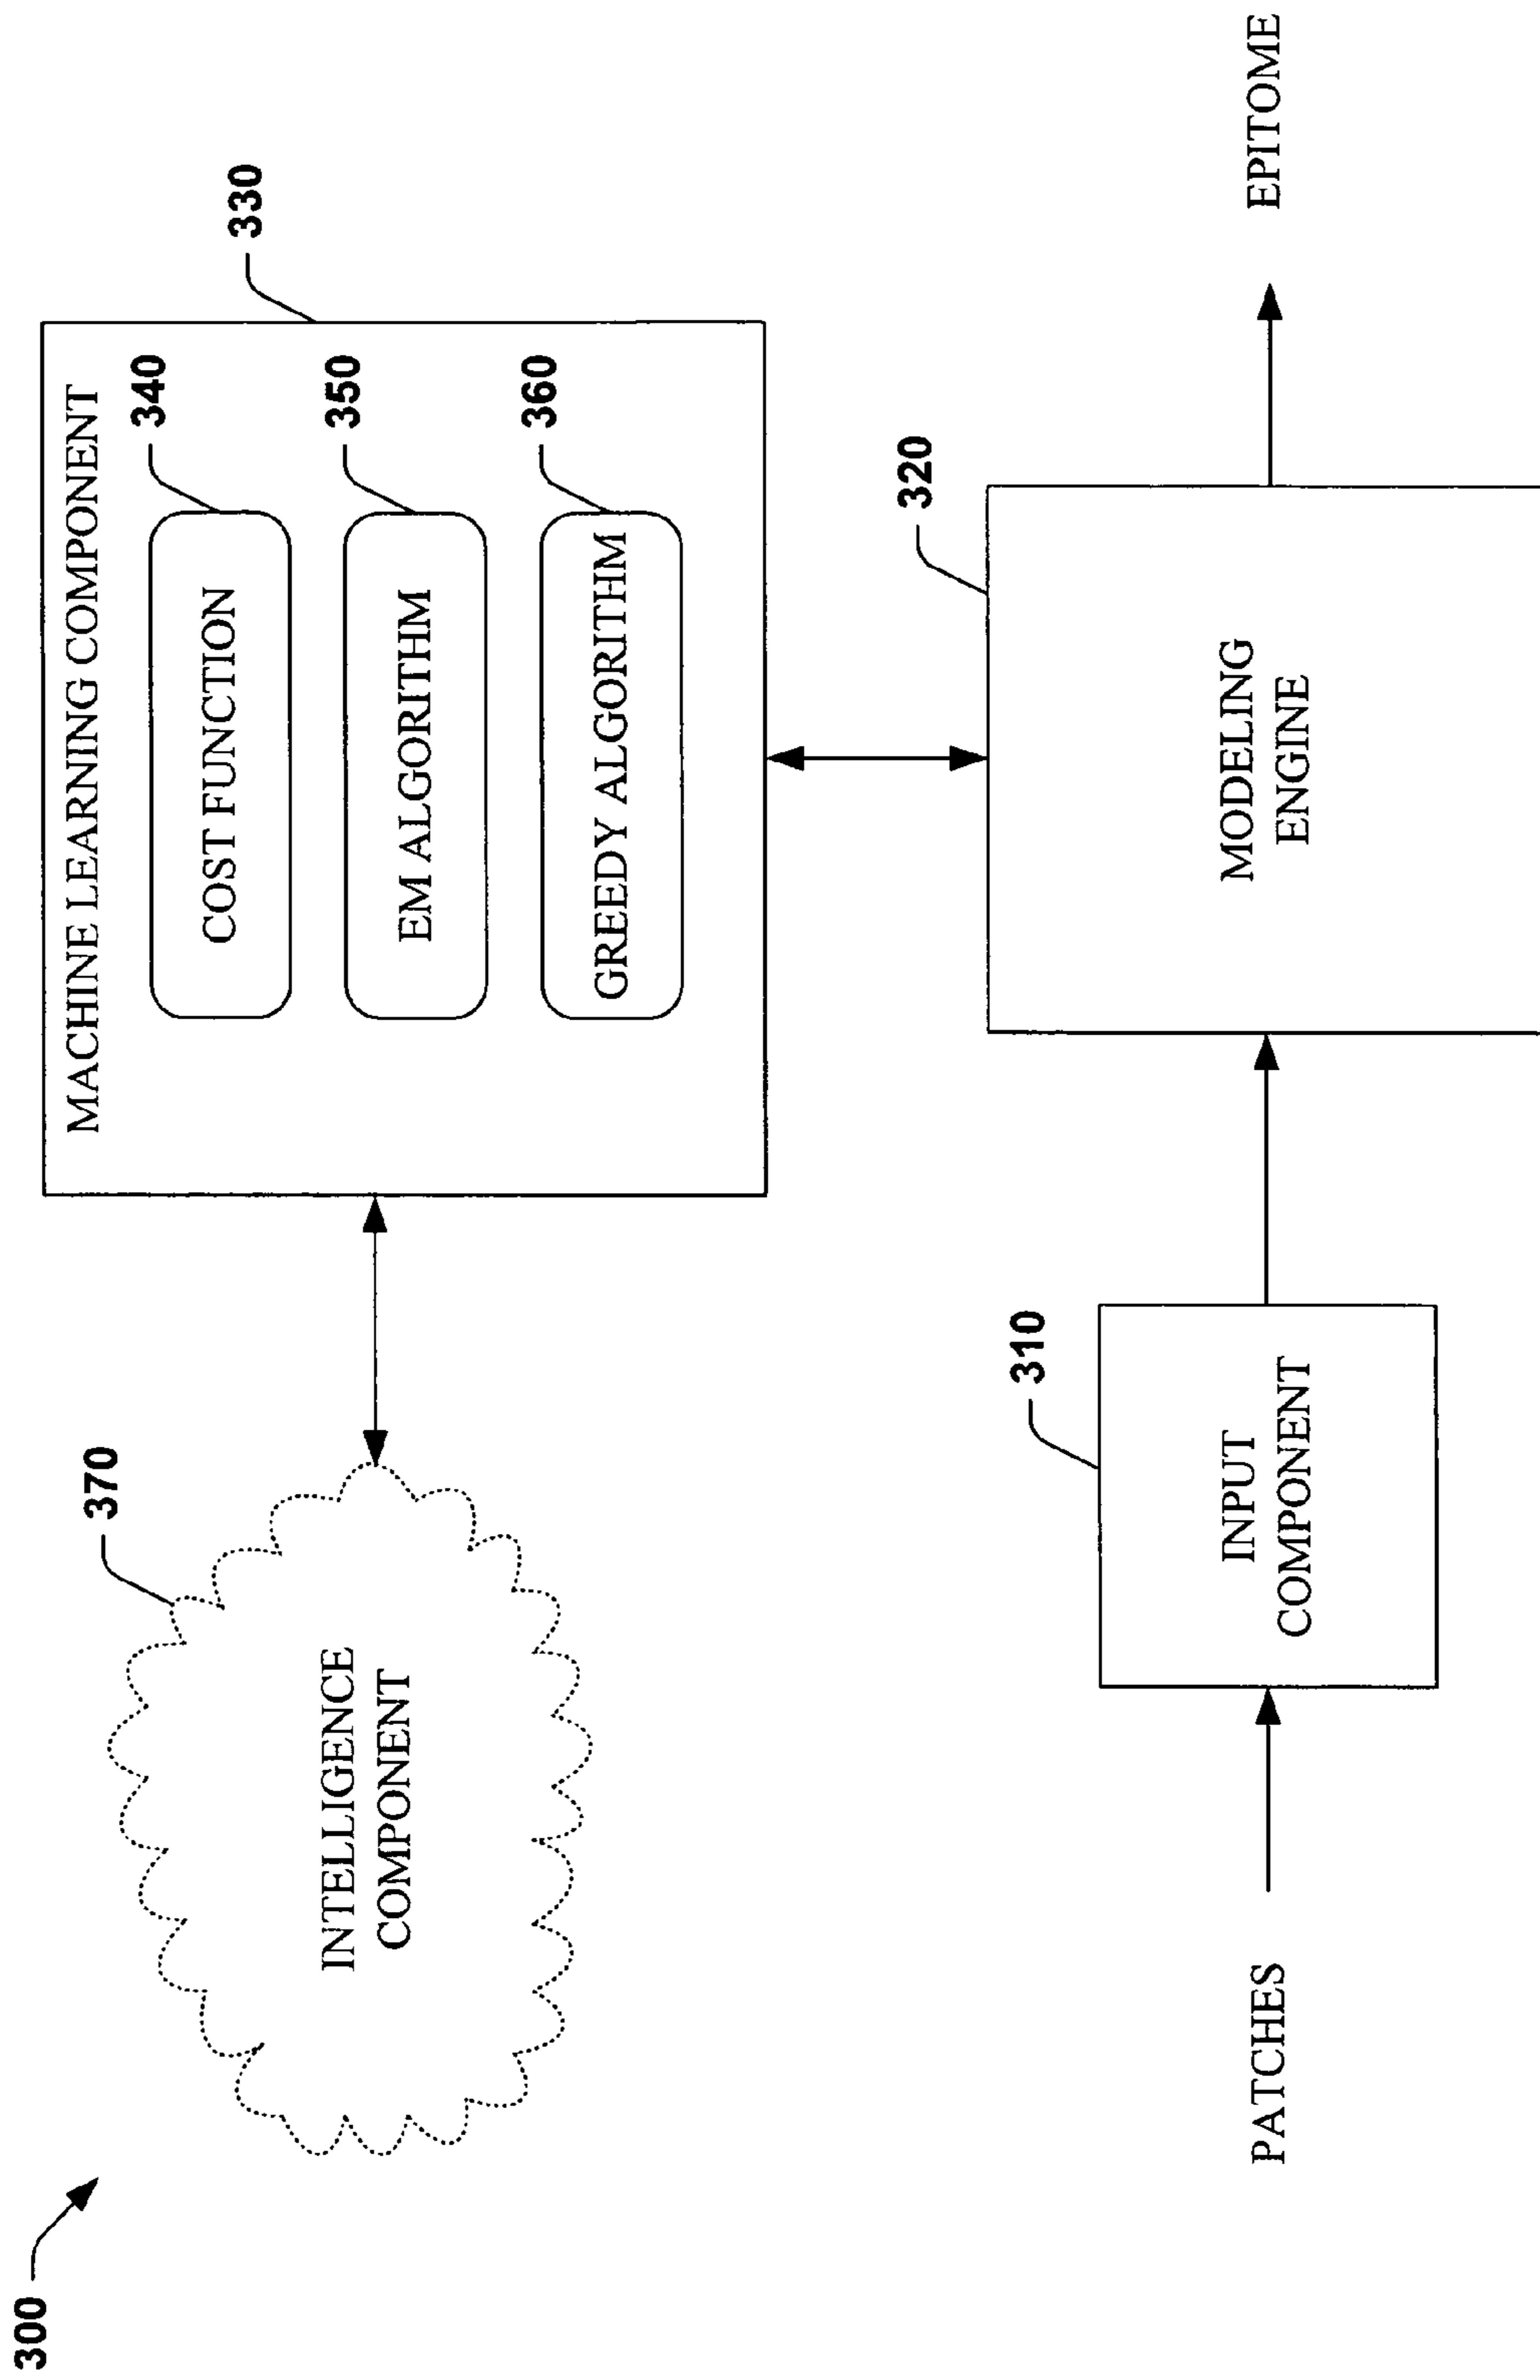 300
370
INTELLIGENCE
COMPONENT
330
MACHINE LEARNING COMPONENT
340
COST FUNCTION
350
EM ALGORITHM
360
GREEDY ALGORITHM
PATCHES
310
INPUT
COMPONENT
320
MODELING
ENGINE
EPITOME